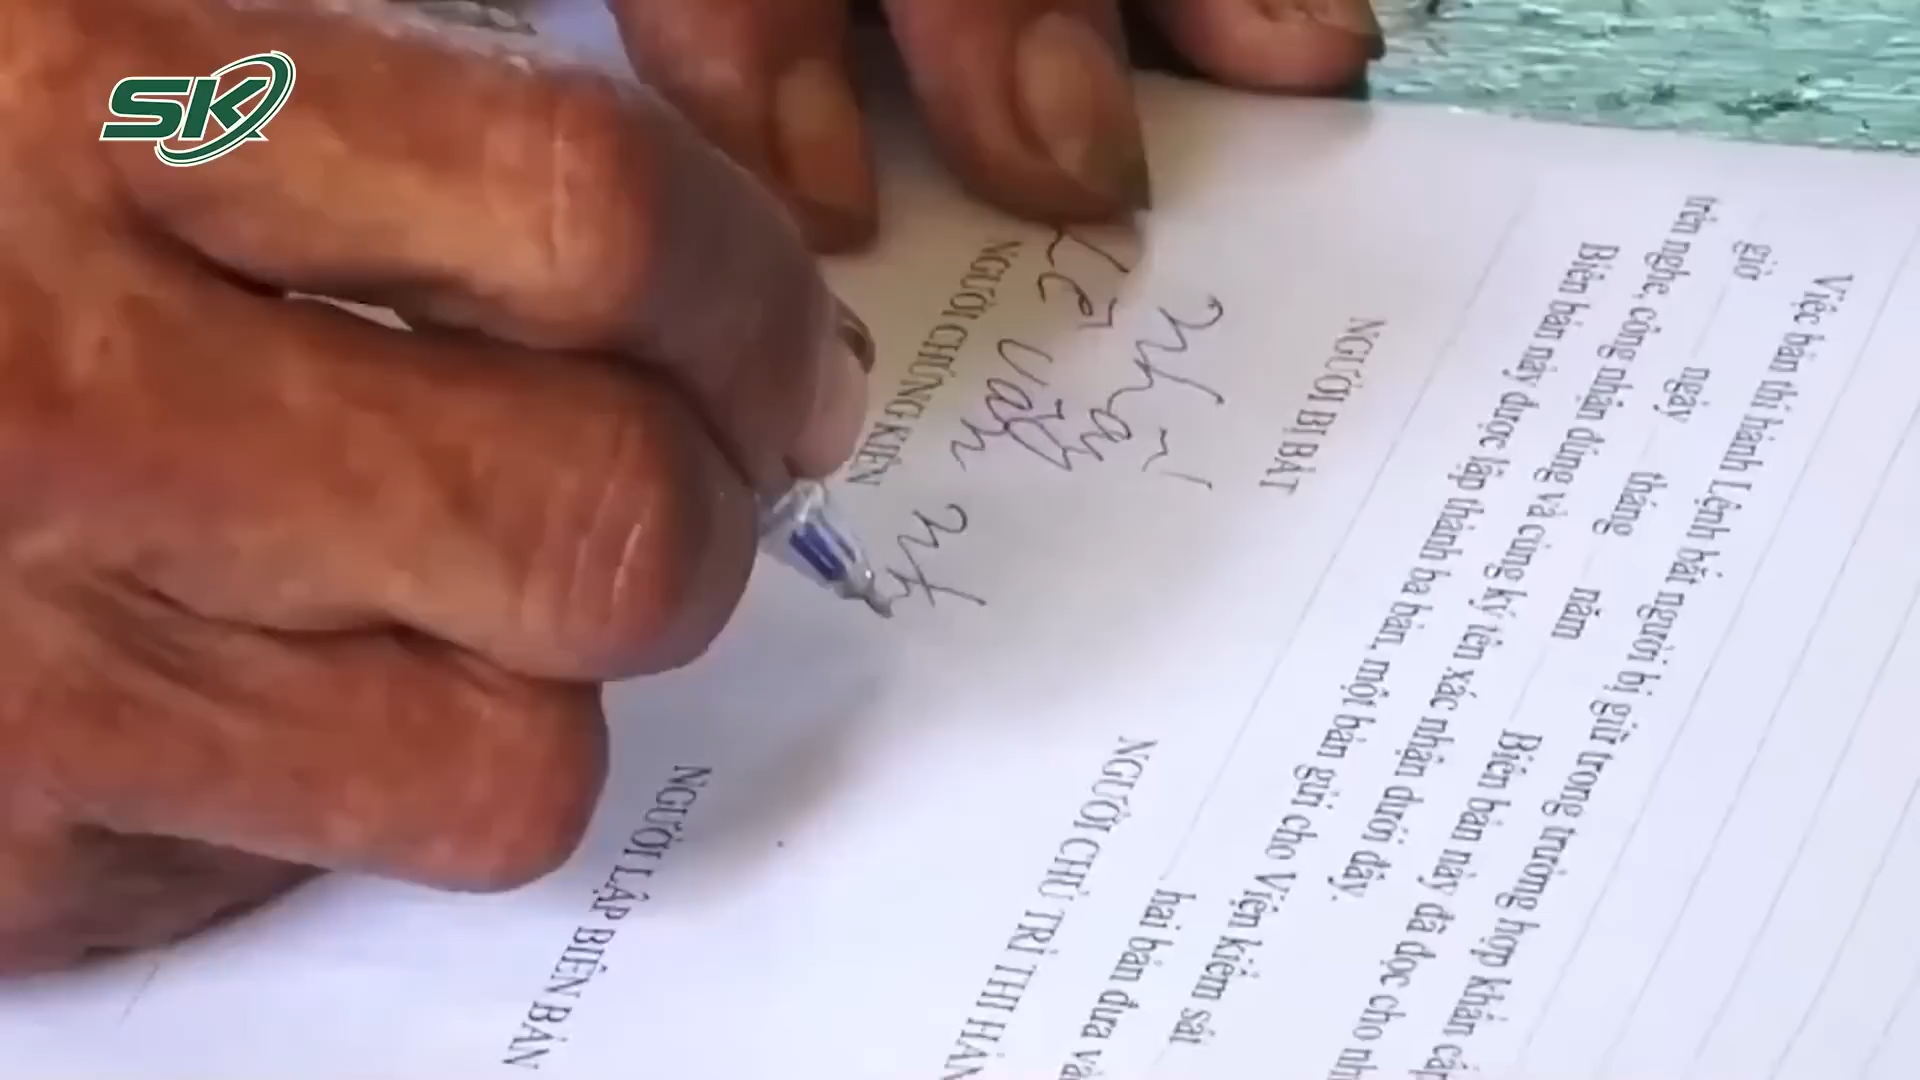 SK
Việc bán thi hành Lệnh bắt người bị giữ trong trường hợp khẩn cấp
giờ ngày tháng năm
Biên bản này đã đọc cho
trên nghe, công nhận đúng và cùng ký tên xác nhận dưới đây.
Biên bản này được lập thành ba bản, một bản gửi cho Viện kiểm sát
hai bản đưa
NGƯỜI BỊ BẮT
NGƯỜI CHỦ TRÌ THI HÀN
Lê Văn
NGƯỜI CHỨNG KIẾN
NGƯỜI LẬP BIÊN BẢN